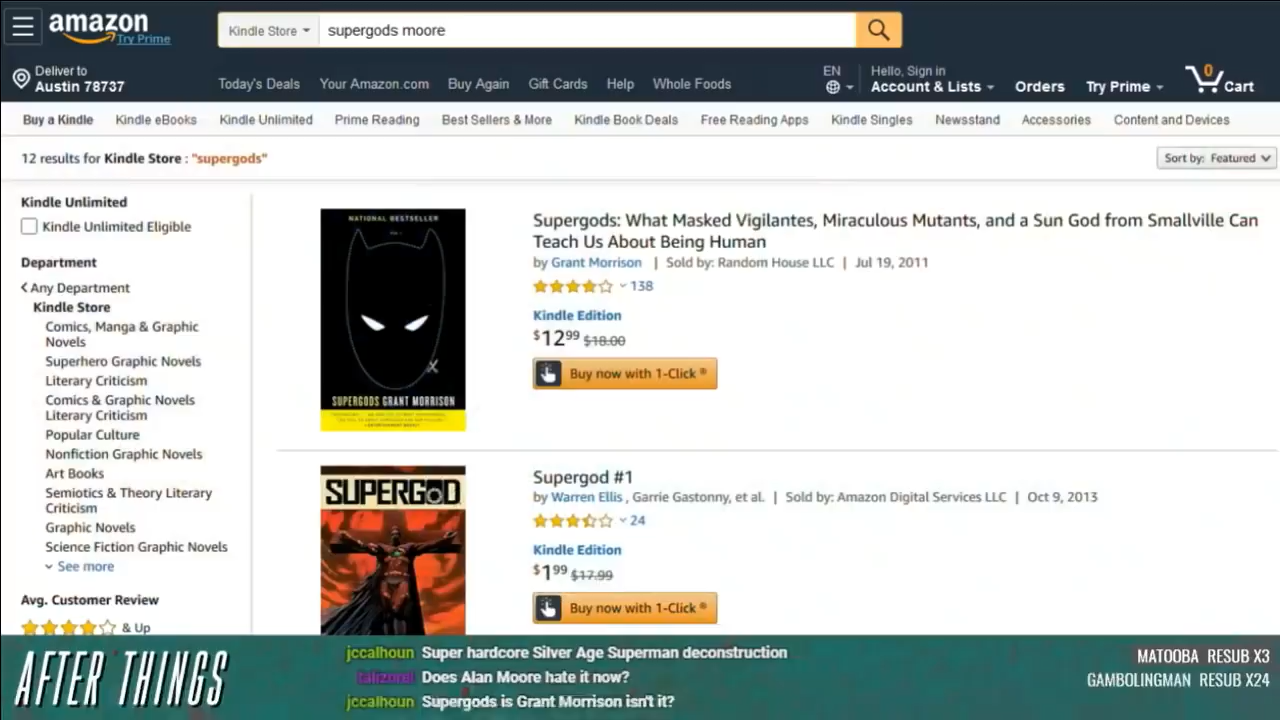 amazon
Try Prime
Kindle Store
supergods moore
Deliver to
Austin 78737
Today's Deals
Your Amazon.com
Buy Again
Gift Cards
Help
Whole Foods
EN
Hello, Sign in
Account & Lists
Orders
Try Prime
0
Cart
Buy a Kindle
Kindle eBooks
Kindle Unlimited
Prime Reading
Best Sellers & More
Kindle Book Deals
Free Reading Apps
Kindle Singles
Newsstand
Accessories
Content and Devices
12 results for Kindle Store : "supergods"
Sort by: Featured
Kindle Unlimited
Kindle Unlimited Eligible
Department
Any Department
Kindle Store
Comics, Manga & Graphic
Novels
Superhero Graphic Novels
Literary Criticism
Comics & Graphic Novels
Literary Criticism
Popular Culture
Nonfiction Graphic Novels
Art Books
Semiotics & Theory Literary
Criticism
Graphic Novels
Science Fiction Graphic Novels
See more
Avg. Customer Review
& Up
NATIONAL BESTSELLER
SUPERGODS GRANT MORRISON
Supergods: What Masked Vigilantes, Miraculous Mutants, and a Sun God from Smallville Can
Teach Us About Being Human
by Grant Morrison | Sold by: Random House LLC | Jul 19, 2011
138
Kindle Edition
$12.99 $18.00
Buy now with 1-Click ®
SUPERGOD
Supergod #1
by Warren Ellis , Garrie Gastonny, et al. | Sold by: Amazon Digital Services LLC | Oct 9, 2013
24
Kindle Edition
$1.99 $17.99
Buy now with 1-Click ®
AFTER THINGS
jccalhoun Super hardcore Silver Age Superman deconstruction
Does Alan Moore hate it now?
jccalhoun Supergods is Grant Morrison isn't it?
MATOOBA RESUB X3
GAMBOLINGMAN RESUB X24